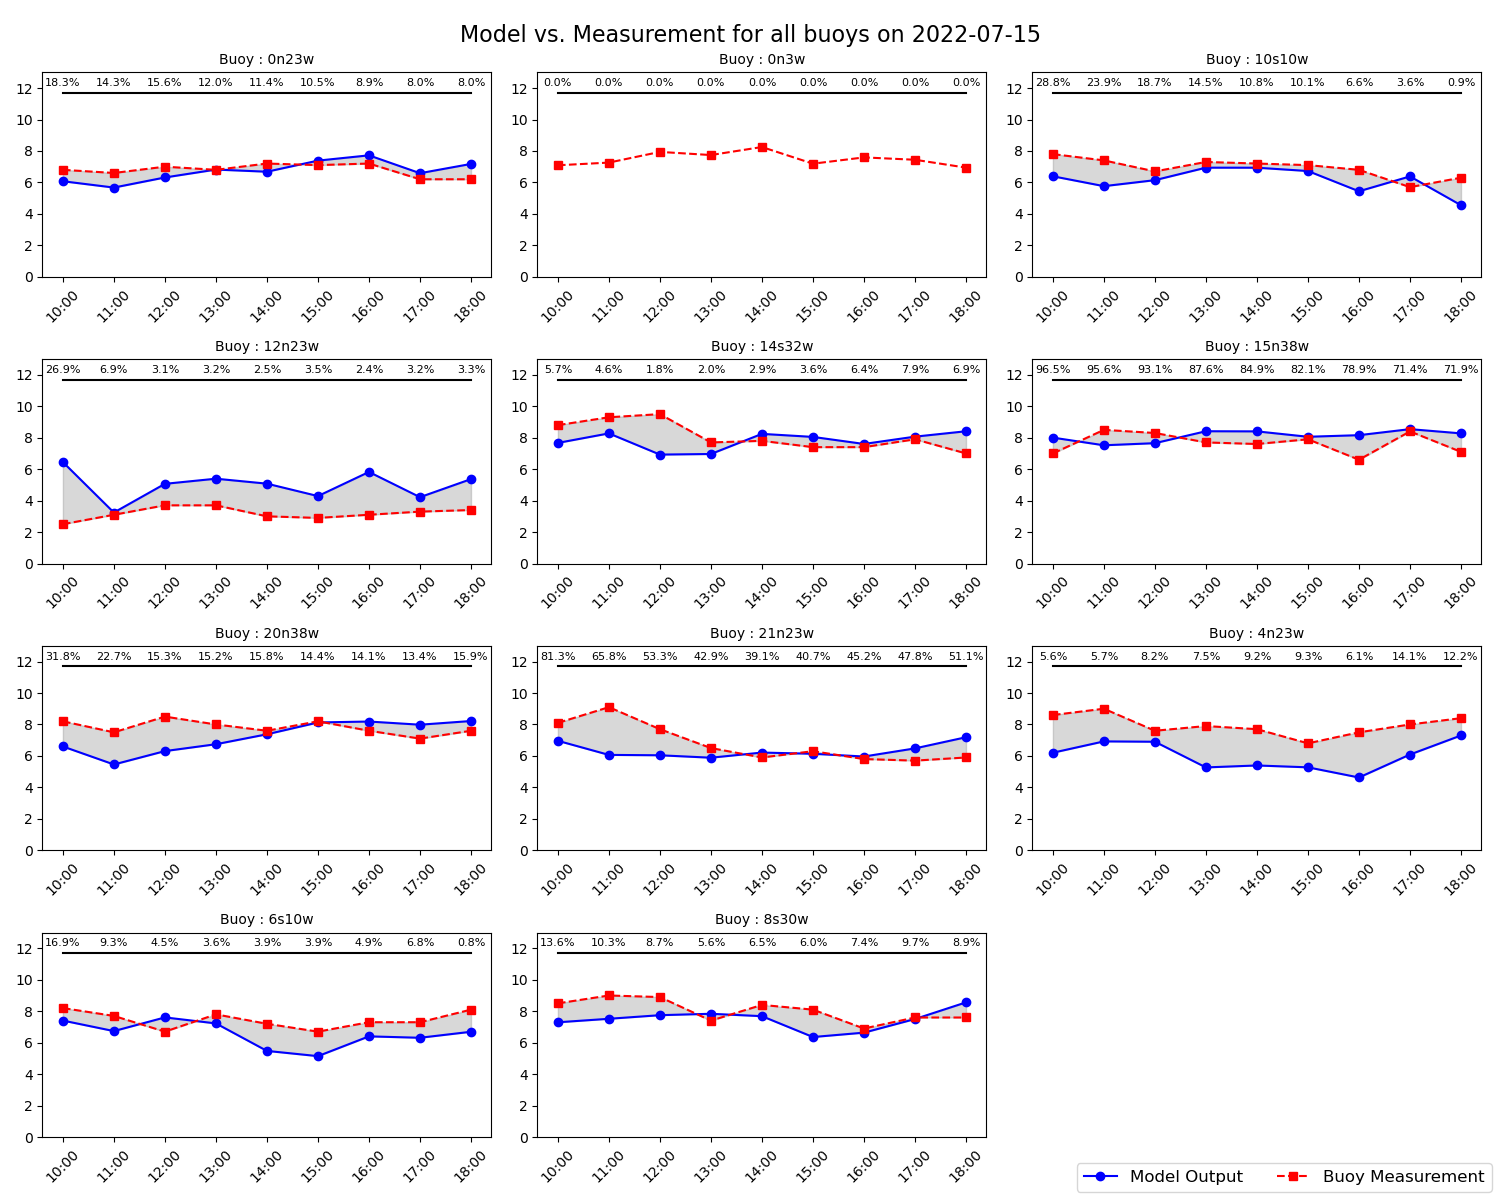 Model vs. Measurement for all buoys on 2022-07-15
Buoy : 0n23w
18.3% 14.3% 15.6% 12.0% 11.4% 10.5% 8.9% 8.0% 8.0%
12
10
8
6
4
2
0
10:00 11:00 12:00 13:00 14:00 15:00 16:00 17:00 18:00
Buoy : 0n3w
0.0% 0.0% 0.0% 0.0% 0.0% 0.0% 0.0% 0.0% 0.0%
12
10
8
6
4
2
0
10:00 11:00 12:00 13:00 14:00 15:00 16:00 17:00 18:00
Buoy : 10s10w
28.8% 23.9% 18.7% 14.5% 10.8% 10.1% 6.6% 3.6% 0.9%
12
10
8
6
4
2
0
10:00 11:00 12:00 13:00 14:00 15:00 16:00 17:00 18:00
Buoy : 12n23w
26.9% 6.9% 3.1% 3.2% 2.5% 3.5% 2.4% 3.2% 3.3%
12
10
8
6
4
2
0
10:00 11:00 12:00 13:00 14:00 15:00 16:00 17:00 18:00
Buoy : 14s32w
5.7% 4.6% 1.8% 2.0% 2.9% 3.6% 6.4% 7.9% 6.9%
12
10
8
6
4
2
0
10:00 11:00 12:00 13:00 14:00 15:00 16:00 17:00 18:00
Buoy : 15n38w
96.5% 95.6% 93.1% 87.6% 84.9% 82.1% 78.9% 71.4% 71.9%
12
10
8
6
4
2
0
10:00 11:00 12:00 13:00 14:00 15:00 16:00 17:00 18:00
Buoy : 20n38w
31.8% 22.7% 15.3% 15.2% 15.8% 14.4% 14.1% 13.4% 15.9%
12
10
8
6
4
2
0
10:00 11:00 12:00 13:00 14:00 15:00 16:00 17:00 18:00
Buoy : 21n23w
81.3% 65.8% 53.3% 42.9% 39.1% 40.7% 45.2% 47.8% 51.1%
12
10
8
6
4
2
0
10:00 11:00 12:00 13:00 14:00 15:00 16:00 17:00 18:00
Buoy : 4n23w
5.6% 5.7% 8.2% 7.5% 9.2% 9.3% 6.1% 14.1% 12.2%
12
10
8
6
4
2
0
10:00 11:00 12:00 13:00 14:00 15:00 16:00 17:00 18:00
Buoy : 6s10w
16.9% 9.3% 4.5% 3.6% 3.9% 3.9% 4.9% 6.8% 0.8%
12
10
8
6
4
2
0
10:00 11:00 12:00 13:00 14:00 15:00 16:00 17:00 18:00
Buoy : 8s30w
13.6% 10.3% 8.7% 5.6% 6.5% 6.0% 7.4% 9.7% 8.9%
12
10
8
6
4
2
0
10:00 11:00 12:00 13:00 14:00 15:00 16:00 17:00 18:00
Model Output Buoy Measurement